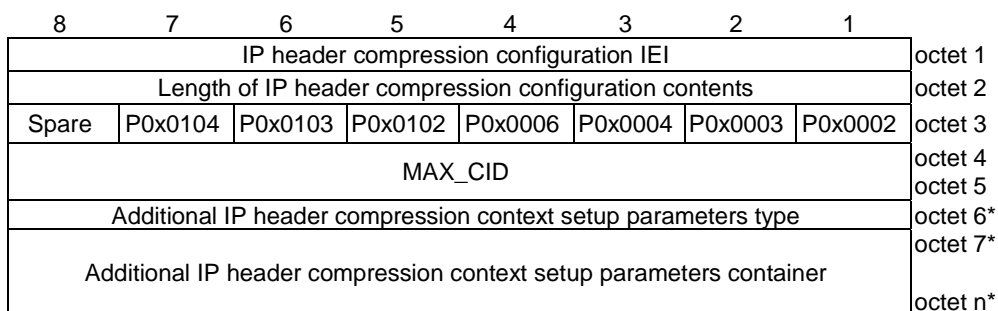 8 7 6 5 4 3 2 1
IP header compression configuration IEI octet 1
Length of IP header compression configuration contents octet 2
Spare P0x0104 P0x0103 P0x0102 P0x0006 P0x0004 P0x0003 P0x0002 octet 3
MAX_CID octet 4
octet 5
Additional IP header compression context setup parameters type octet 6*
octet 7*
Additional IP header compression context setup parameters container
octet n*